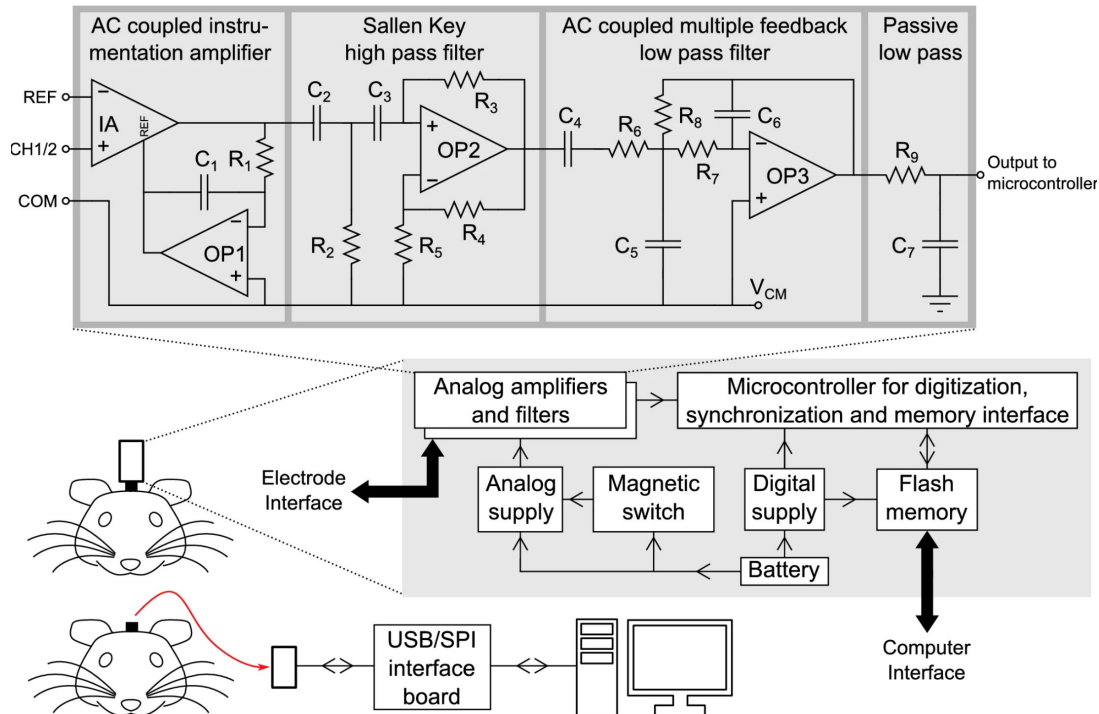 AC coupled instru-
mentation amplifier
Sallen Key
high pass filter
AC coupled multiple feedback
low pass filter
Passive
low pass
REF
IA
REF
CH1/2
COM
C1
R1
OP1
C2
C3
R3
OP2
R4
R2
R5
C4
R6
R8
R7
C6
OP3
C5
VCM
R9
C7
Output to
microcontroller
Analog amplifiers
and filters
Microcontroller for digitization,
synchronization and memory interface
Electrode
Interface
Analog
supply
Magnetic
switch
Digital
supply
Flash
memory
Battery
Computer
Interface
USB/SPI
interface
board